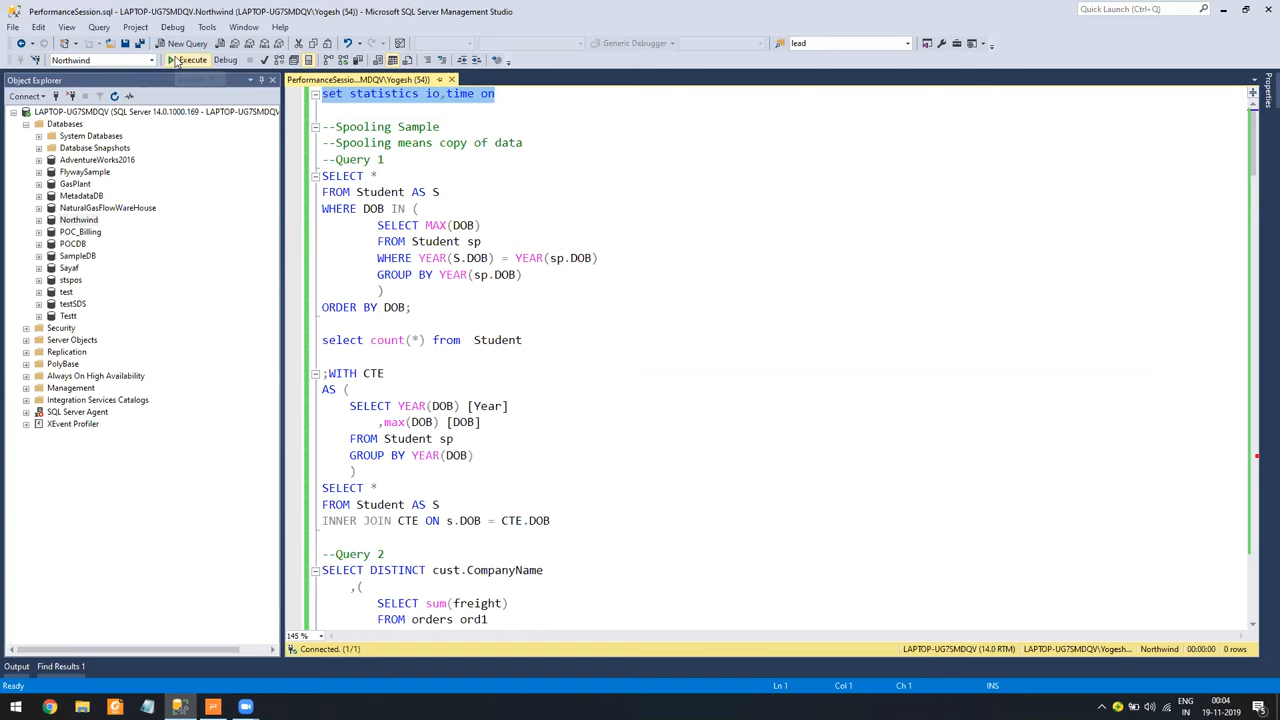 PerformanceSession.sql - LAPTOP-UG7SMDQV.Northwind (LAPTOP-UG7SMDQV\Yogesh (54)) - Microsoft SQL Server Management Studio
Quick Launch (Ctrl+Q)
File Edit View Query Project Debug Tools Window Help
New Query
Generic Debugger
lead
Northwind
Execute
Debug
Object Explorer
PerformanceSession...MDQV\Yogesh (54))
Properties
Connect
LAPTOP-UG7SMDQV (SQL Server 14.0.1000.169 - LAPTOP-UG7SMDQV
Databases
System Databases
Database Snapshots
AdventureWorks2016
FlywaySample
GasPlant
MetadataDB
NaturalGasFlowWareHouse
Northwind
POC_Billing
POCDB
SampleDB
Sayaf
stspos
test
testSDS
Testt
Security
Server Objects
Replication
PolyBase
Always On High Availability
Management
Integration Services Catalogs
SQL Server Agent
XEvent Profiler
set statistics io,time on
--Spooling Sample
--Spooling means copy of data
--Query 1
SELECT *
FROM Student AS S
WHERE DOB IN (
SELECT MAX(DOB)
FROM Student sp
WHERE YEAR(S.DOB) = YEAR(sp.DOB)
GROUP BY YEAR(sp.DOB)
)
ORDER BY DOB;
select count(*) from  Student
;WITH CTE
AS (
SELECT YEAR(DOB) [Year]
,max(DOB) [DOB]
FROM Student sp
GROUP BY YEAR(DOB)
)
SELECT *
FROM Student AS S
INNER JOIN CTE ON s.DOB = CTE.DOB
--Query 2
SELECT DISTINCT cust.CompanyName
,(
SELECT sum(freight)
FROM orders ord1
145 %
Connected. (1/1)
LAPTOP-UG7SMDQV (14.0 RTM) LAPTOP-UG7SMDQV\Yogesh... Northwind 00:00:00 0 rows
Output Find Results 1
Ready
Ln 1 Col 1 Ch 1 INS
ENG
IN
00:04
19-11-2019
5